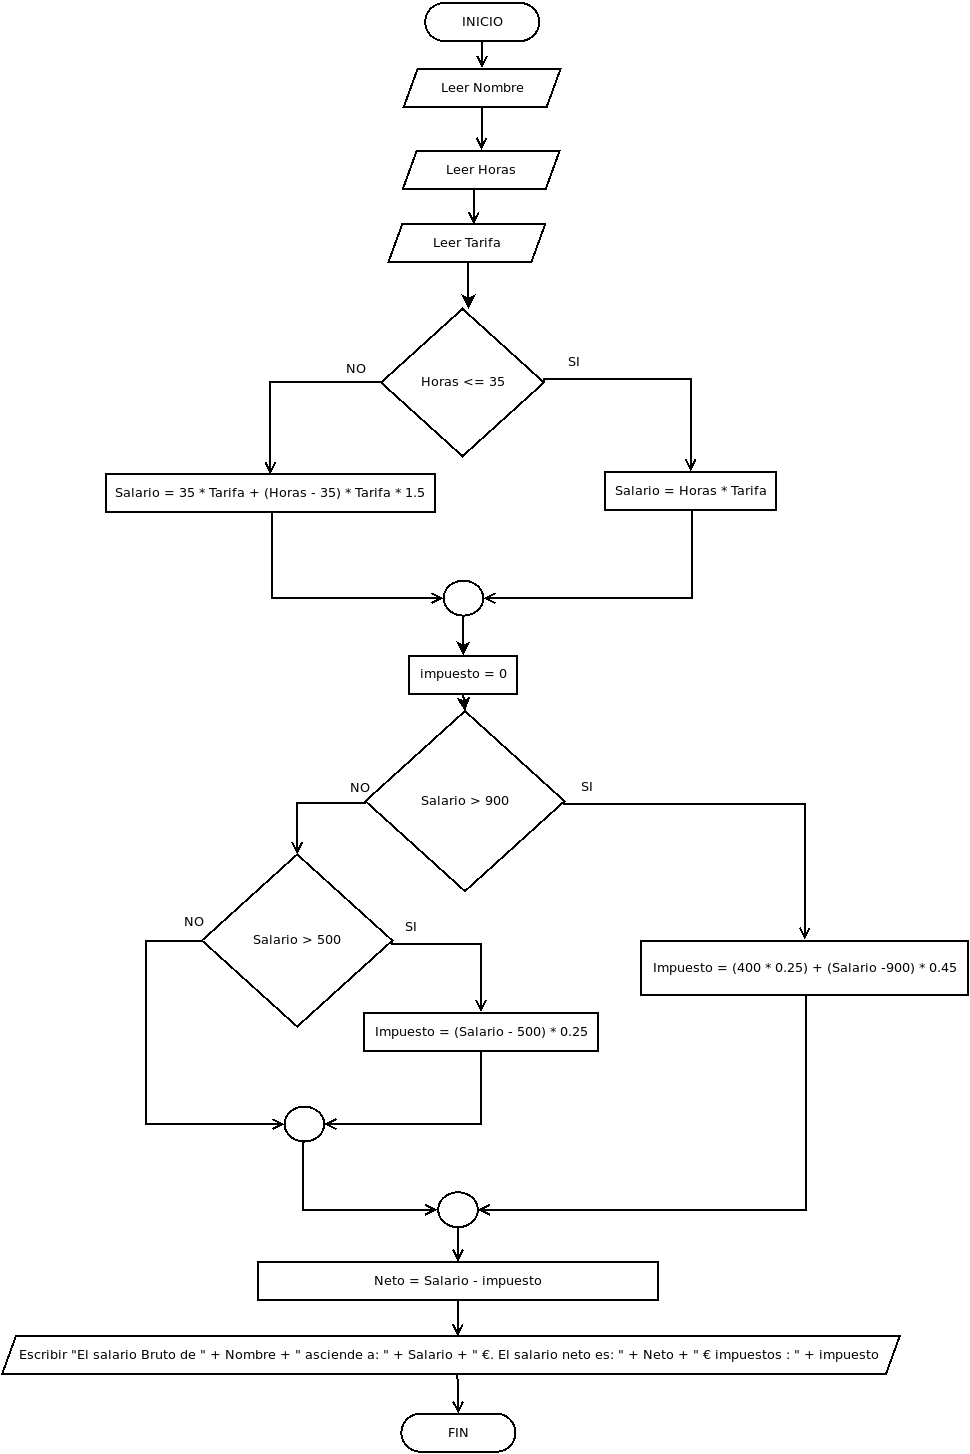 INICIO
Leer Nombre
Leer Horas
Leer Tarifa
NO
SI
Horas <= 35
Salario = 35 * Tarifa + (Horas - 35) * Tarifa * 1.5
Salario = Horas * Tarifa
impuesto = 0
NO
SI
Salario > 900
NO
SI
Salario > 500
Impuesto = (400 * 0.25) + (Salario -900) * 0.45
Impuesto = (Salario - 500) * 0.25
Neto = Salario - impuesto
Escribir "El salario Bruto de " + Nombre + " asciende a: " + Salario + " €. El salario neto es: " + Neto + " € impuestos : " + impuesto
FIN